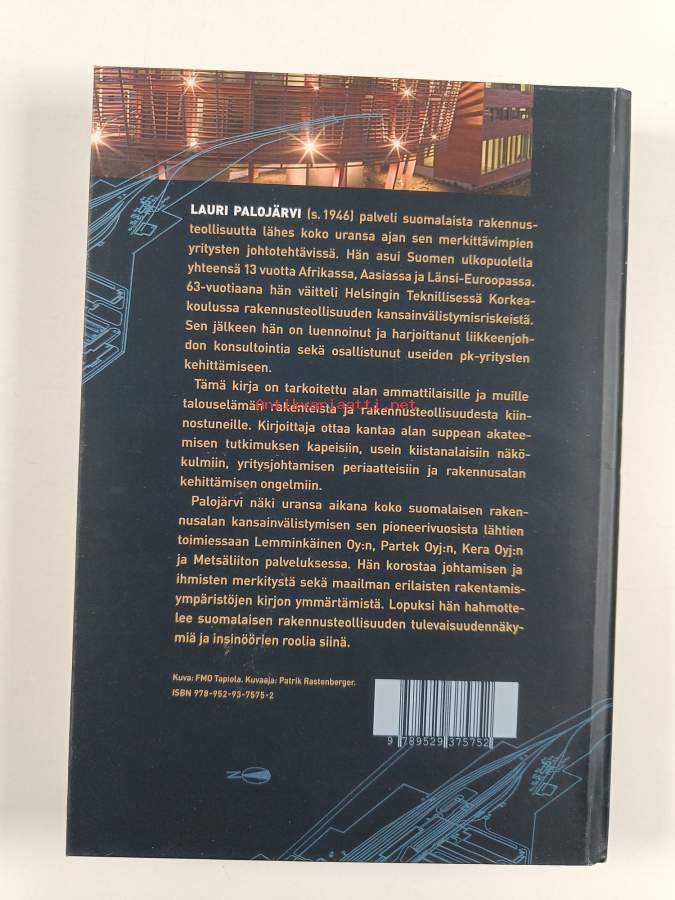 LAURI PALOJÄRVI (s. 1946) palveli suomalaista rakennus-
teollisuutta lähes koko uransa ajan sen merkittävimpien
yritysten johtotehtävissä. Hän asui Suomen ulkopuolella
yhteensä 13 vuotta Afrikassa, Aasiassa ja Länsi-Euroopassa.
63-vuotiaana hän väitteli Helsingin Teknillisessä Korkea-
koulussa rakennusteollisuuden kansainvälistymisriskeistä.
Sen jälkeen hän on luennoinut ja harjoittanut liikkeenjoh-
don konsultointia sekä osallistunut useiden pk-yritysten
kehittämiseen.
Tämä kirja on tarkoitettu alan ammattilaisille ja muille
talouselämän rakenteista ja rakennusteollisuudesta kiin-
Antikvariaatti.net
nostuneille. Kirjoittaja ottaa kantaa alan suppean akatee-
misen tutkimuksen kapeisiin, usein kiistanalaisiin näkö-
kulmiin, yritysjohtamisen periaatteisiin ja rakennusalan
kehittämisen ongelmiin.
Palojärvi näki uransa aikana koko suomalaisen raken-
nusalan kansainvälistymisen sen pioneerivuosista lähtien
toimiessaan Lemminkäinen Oy:n, Partek Oyj:n, Kera Oyj:n
ja Metsäliiton palveluksessa. Hän korostaa johtamisen ja
ihmisten merkitystä sekä maailman erilaisten rakentamis-
ympäristöjen kirjon ymmärtämistä. Lopuksi hän hahmotte-
lee suomalaisen rakennusteollisuuden tulevaisuudennäky-
miä ja insinöörien roolia siinä.
Kuva: FMO Tapiola. Kuvaaja: Patrik Rastenberger.
ISBN 978-952-93-7575-2
9 789529 375752
N